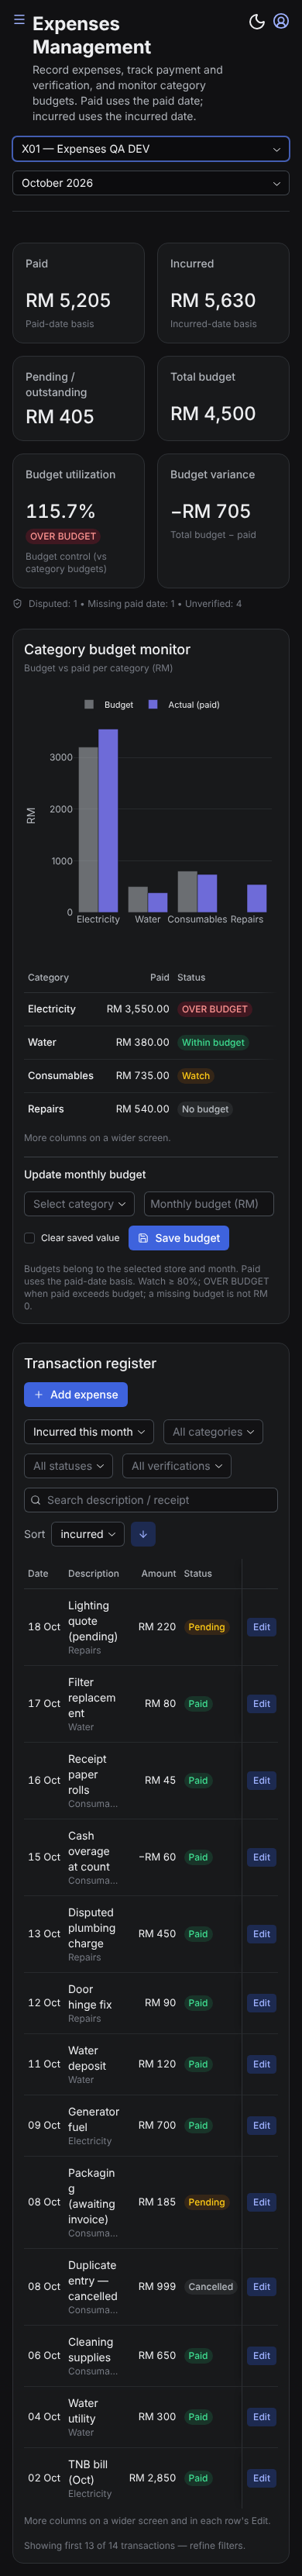 Expenses
Management
Record expenses, track payment and
verification, and monitor category
budgets. Paid uses the paid date;
incurred uses the incurred date.
X01 — Expenses QA DEV
October 2026
Paid
RM 5,205
Paid-date basis
Incurred
RM 5,630
Incurred-date basis
Pending /
outstanding
RM 405
Total budget
RM 4,500
Budget utilization
115.7%
OVER BUDGET
Budget control (vs
category budgets)
Budget variance
−RM 705
Total budget − paid
Disputed: 1 • Missing paid date: 1 • Unverified: 4
Category budget monitor
Budget vs paid per category (RM)
Budget
Actual (paid)
RM
3000
2000
1000
0
Electricity Water Consumables Repairs
Category Paid Status
Electricity RM 3,550.00 OVER BUDGET
Water RM 380.00 Within budget
Consumables RM 735.00 Watch
Repairs RM 540.00 No budget
More columns on a wider screen.
Update monthly budget
Select category Monthly budget (RM)
Clear saved value Save budget
Budgets belong to the selected store and month. Paid
uses the paid-date basis. Watch ≥ 80%; OVER BUDGET
when paid exceeds budget; a missing budget is not RM
0.
Transaction register
Add expense
Incurred this month All categories
All statuses All verifications
Search description / receipt
Sort incurred
Date Description Amount Status
Lighting
quote
(pending)
Repairs
18 Oct RM 220 Pending Edit
Filter
replacem
ent
Water
17 Oct RM 80 Paid Edit
Receipt
paper
rolls
Consuma...
16 Oct RM 45 Paid Edit
Cash
overage
at count
Consuma...
15 Oct −RM 60 Paid Edit
Disputed
plumbing
charge
Repairs
13 Oct RM 450 Paid Edit
Door
hinge fix
Repairs
12 Oct RM 90 Paid Edit
Water
deposit
Water
11 Oct RM 120 Paid Edit
Generator
fuel
Electricity
09 Oct RM 700 Paid Edit
Packagin
g
(awaiting
invoice)
Consuma...
08 Oct RM 185 Pending Edit
Duplicate
entry —
cancelled
Consuma...
08 Oct RM 999 Cancelled Edit
Cleaning
supplies
Consuma...
06 Oct RM 650 Paid Edit
Water
utility
Water
04 Oct RM 300 Paid Edit
TNB bill
(Oct)
Electricity
02 Oct RM 2,850 Paid Edit
More columns on a wider screen and in each row's Edit.
Showing first 13 of 14 transactions — refine filters.